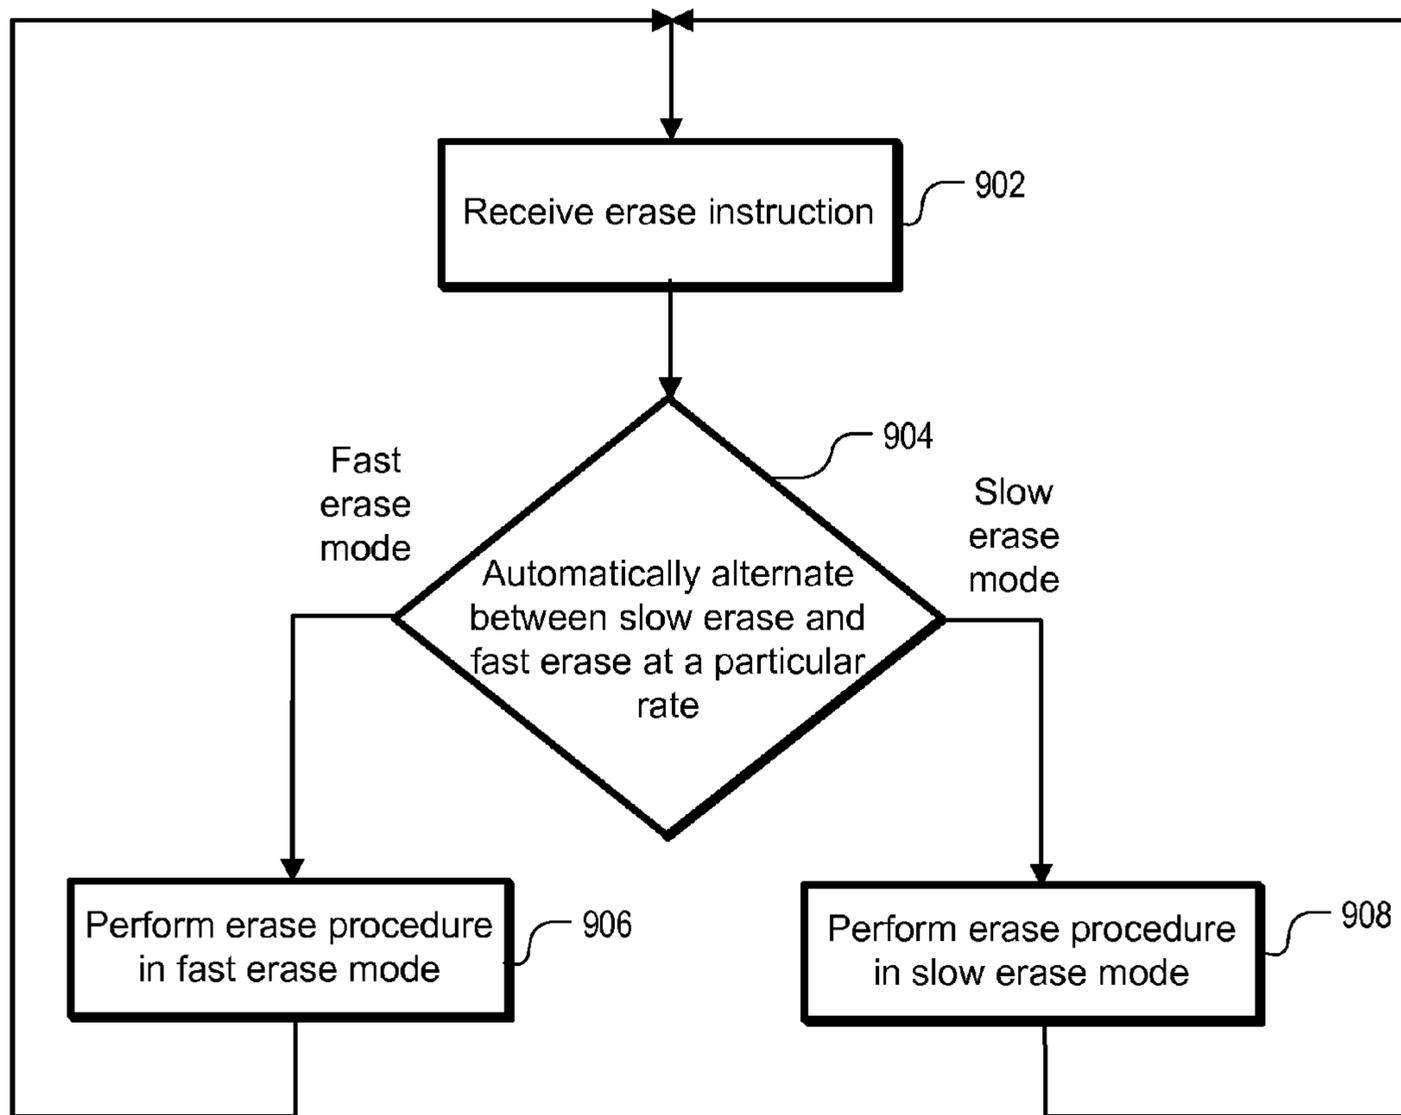 Receive erase instruction
902
904
Fast
erase
mode
Slow
erase
mode
Automatically alternate
between slow erase and
fast erase at a particular
rate
Perform erase procedure
in fast erase mode
906
Perform erase procedure
in slow erase mode
908